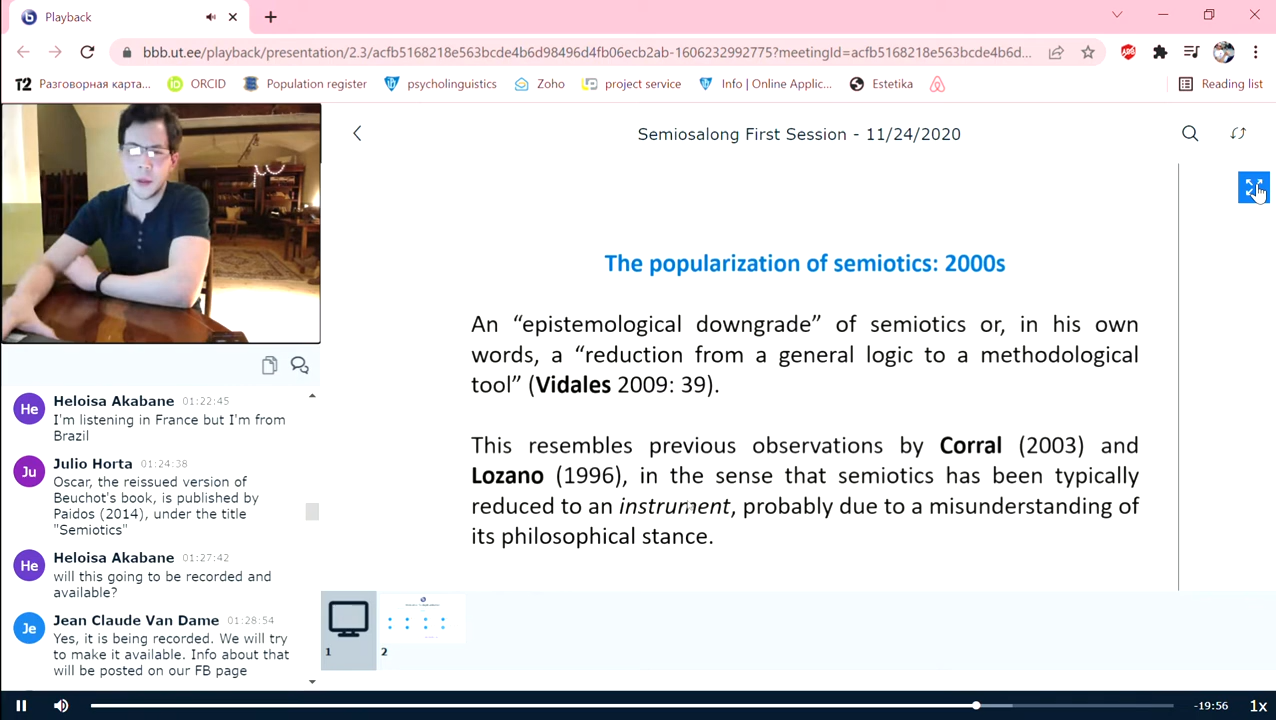 Playback
bbb.ut.ee/playback/presentation/2.3/acfb5168218e563bcde4b6d98496d4fb06ecb2ab-1606232992775?meetingId=acfb5168218e563bcde4b6d...
T2 Разговорная карта... ORCID Population register psycholinguistics Zoho project service Info | Online Applic... Estetika Reading list
Semiosalong First Session - 11/24/2020
The popularization of semiotics: 2000s
An “epistemological downgrade” of semiotics or, in his own
words, a “reduction from a general logic to a methodological
tool” (Vidales 2009: 39).
This resembles previous observations by Corral (2003) and
Lozano (1996), in the sense that semiotics has been typically
reduced to an instrument, probably due to a misunderstanding of
its philosophical stance.
He Heloisa Akabane 01:22:45
I'm listening in France but I'm from
Brazil
Ju Julio Horta 01:24:38
Oscar, the reissued version of
Beuchot's book, is published by
Paidos (2014), under the title
"Semiotics"
He Heloisa Akabane 01:27:42
will this going to be recorded and
available?
Je Jean Claude Van Dame 01:28:54
Yes, it is being recorded. We will try
to make it available. Info about that
will be posted on our FB page
1 2
-19:56 1x